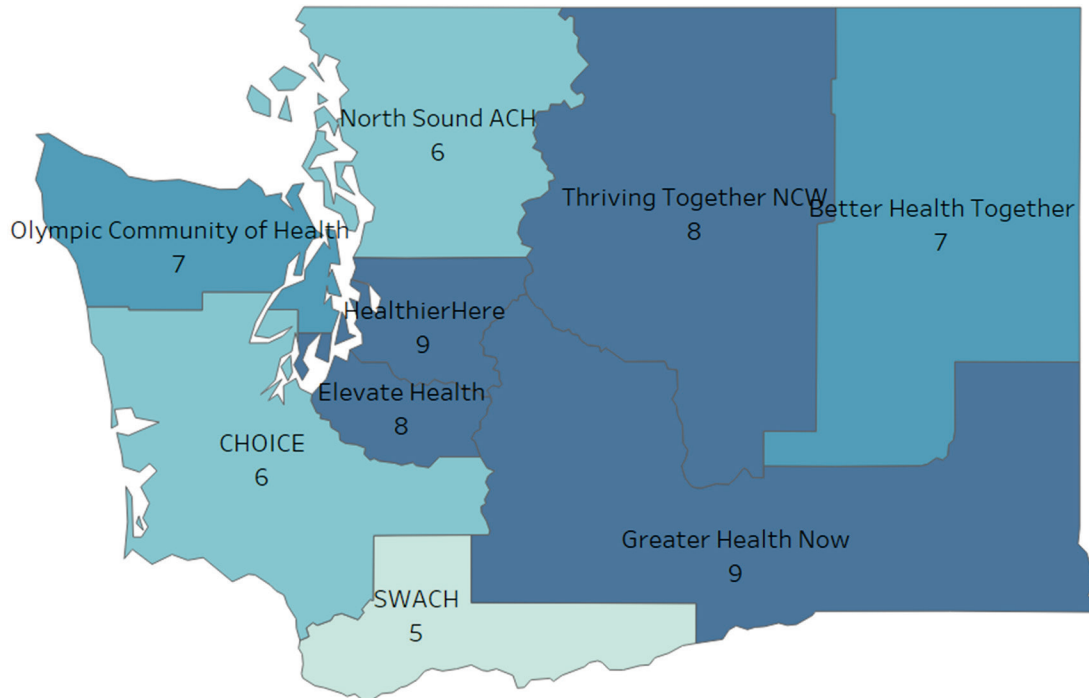 North Sound ACH
6
Thriving Together NCW
8
Better Health Together
7
Olympic Community of Health
7
HealthierHere
9
Elevate Health
8
CHOICE
6
Greater Health Now
9
SWACH
5